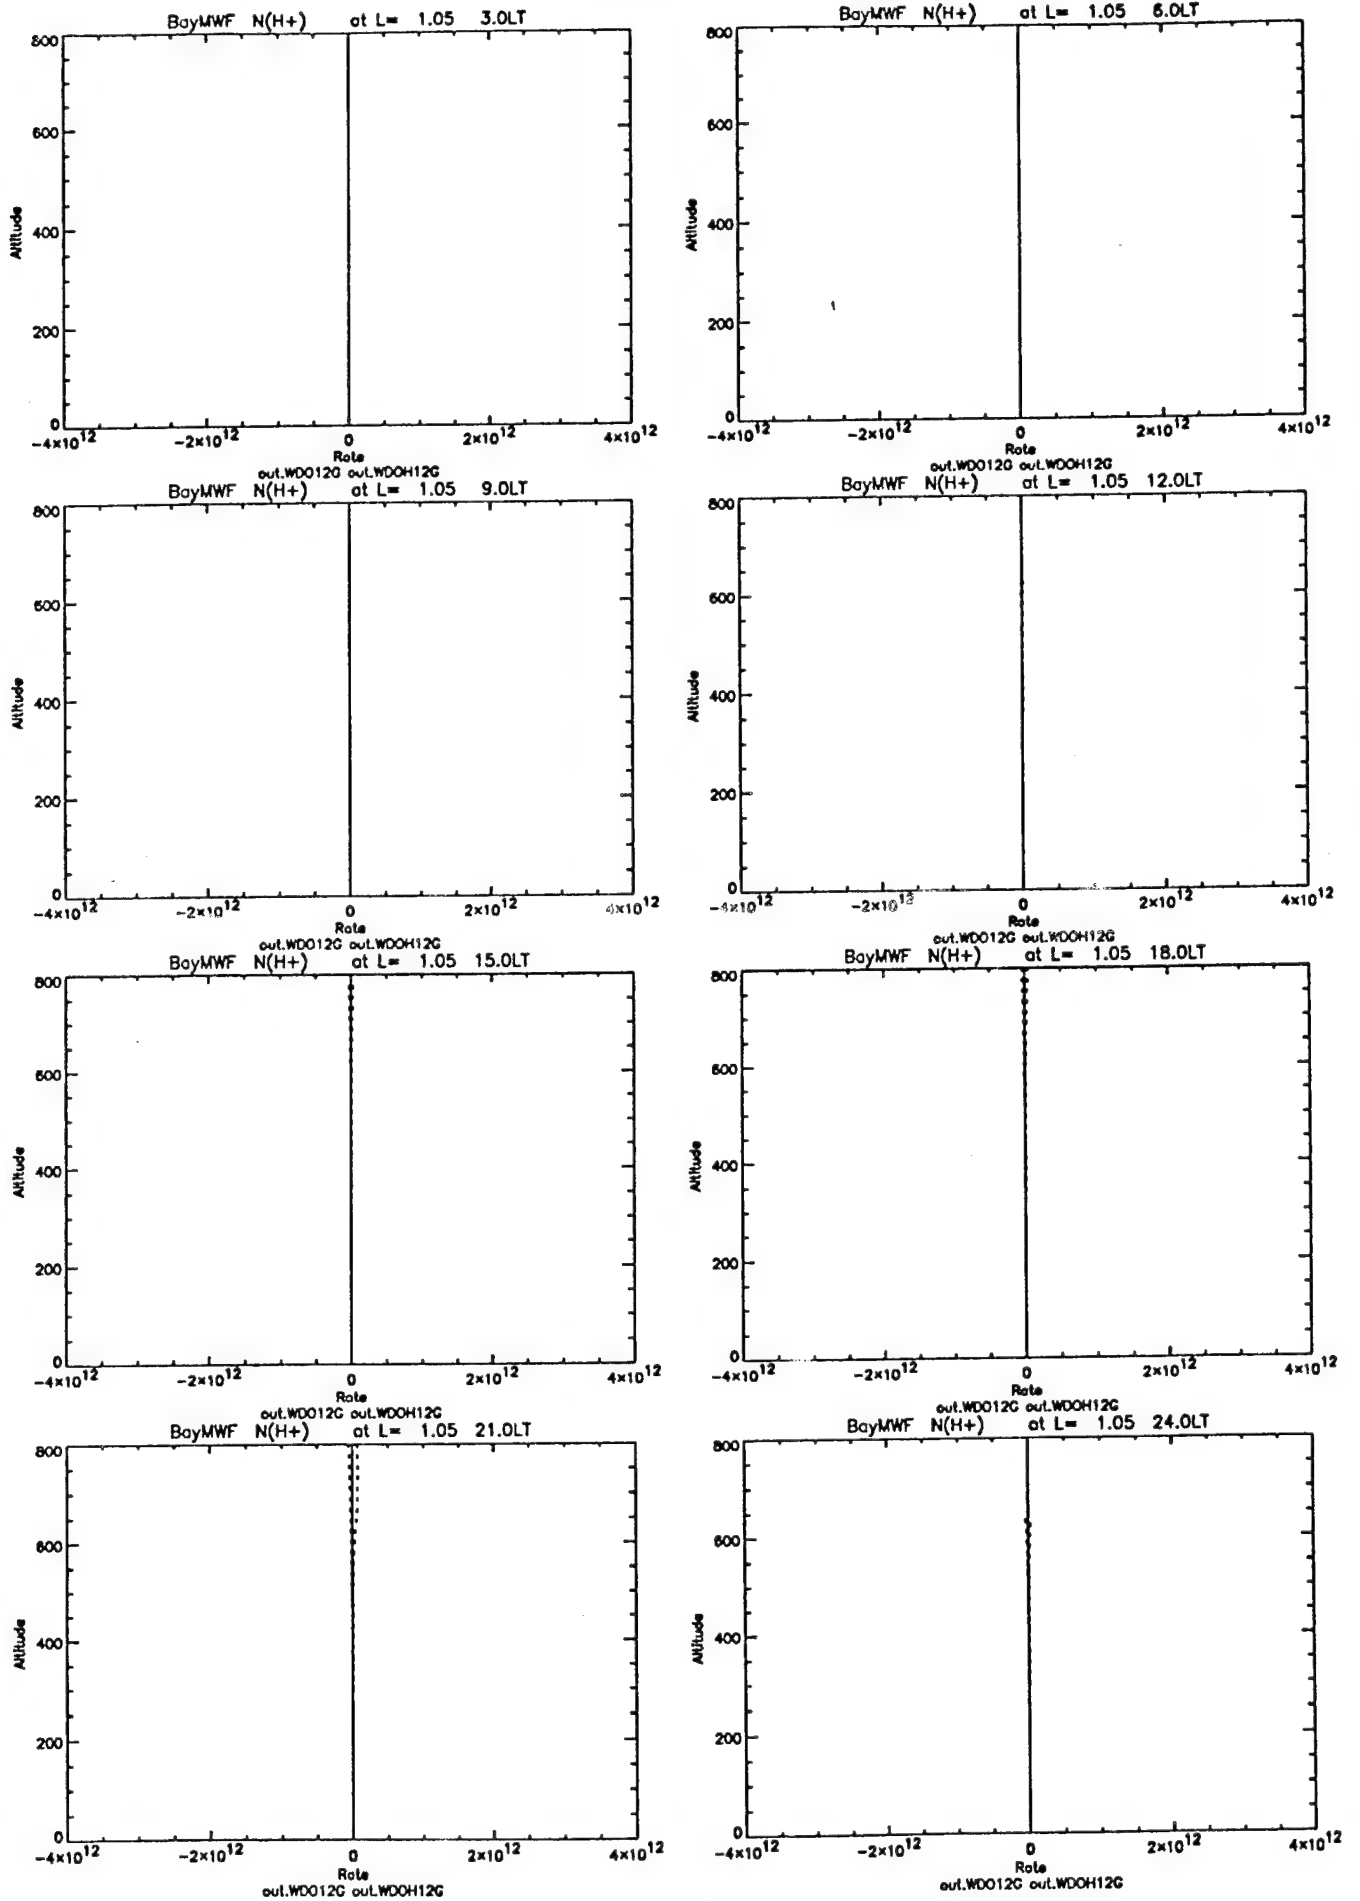 BayMWF N(H+) at L= 1.05 3.0LT
800
600
400
200
0
Altitude
-4x10^12 -2x10^12 0 2x10^12 4x10^12
Rate
BayMWF N(H+) at L= 1.05 6.0LT
800
600
400
200
0
Altitude
-4x10^12 -2x10^12 0 2x10^12 4x10^12
Rate
out.WDO12G out.WDOH12G
out.WDO12G out.WDOH12G
BayMWF N(H+) at L= 1.05 9.0LT
800
600
400
200
0
Altitude
-4x10^12 -2x10^12 0 2x10^12 4x10^12
Rate
BayMWF N(H+) at L= 1.05 12.0LT
800
600
400
200
0
Altitude
-4x10^12 -2x10^12 0 2x10^12 4x10^12
Rate
out.WDO12G out.WDOH12G
out.WDO12G out.WDOH12G
BayMWF N(H+) at L= 1.05 15.0LT
800
600
400
200
0
Altitude
-4x10^12 -2x10^12 0 2x10^12 4x10^12
Rate
BayMWF N(H+) at L= 1.05 18.0LT
800
600
400
200
0
Altitude
-4x10^12 -2x10^12 0 2x10^12 4x10^12
Rate
out.WDO12G out.WDOH12G
out.WDO12G out.WDOH12G
BayMWF N(H+) at L= 1.05 21.0LT
800
600
400
200
0
Altitude
-4x10^12 -2x10^12 0 2x10^12 4x10^12
Rate
out.WDO12G out.WDOH12G
BayMWF N(H+) at L= 1.05 24.0LT
800
600
400
200
0
Altitude
-4x10^12 -2x10^12 0 2x10^12 4x10^12
Rate
out.WDO12G out.WDOH12G